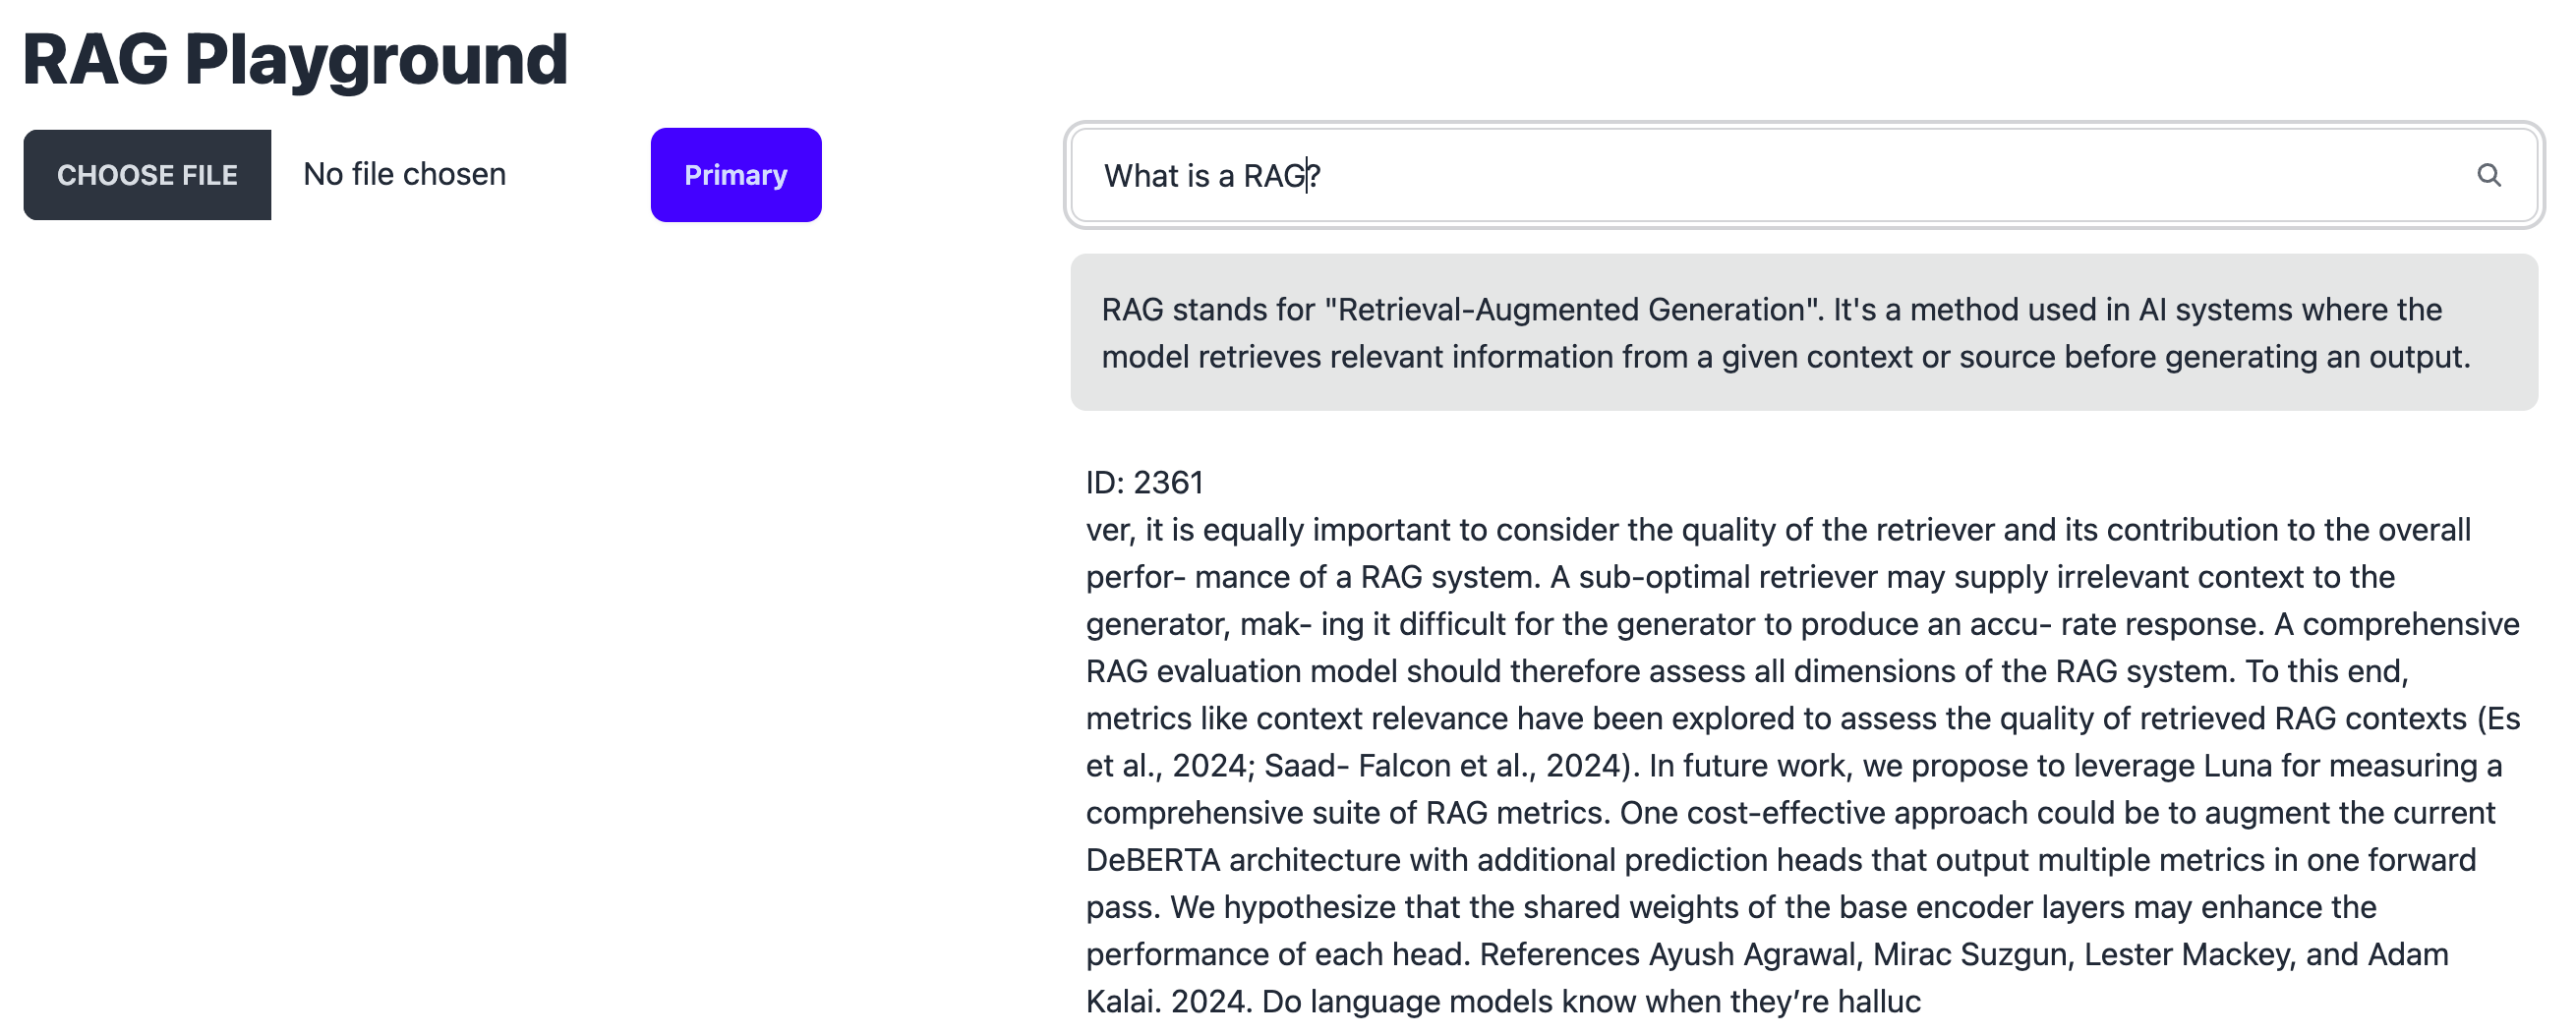 RAG Playground
CHOOSE FILE No file chosen Primary
What is a RAG?
RAG stands for "Retrieval-Augmented Generation". It's a method used in AI systems where the
model retrieves relevant information from a given context or source before generating an output.
ID: 2361
ver, it is equally important to consider the quality of the retriever and its contribution to the overall
perfor- mance of a RAG system. A sub-optimal retriever may supply irrelevant context to the
generator, mak- ing it difficult for the generator to produce an accu- rate response. A comprehensive
RAG evaluation model should therefore assess all dimensions of the RAG system. To this end,
metrics like context relevance have been explored to assess the quality of retrieved RAG contexts (Es
et al., 2024; Saad- Falcon et al., 2024). In future work, we propose to leverage Luna for measuring a
comprehensive suite of RAG metrics. One cost-effective approach could be to augment the current
DeBERTA architecture with additional prediction heads that output multiple metrics in one forward
pass. We hypothesize that the shared weights of the base encoder layers may enhance the
performance of each head. References Ayush Agrawal, Mirac Suzgun, Lester Mackey, and Adam
Kalai. 2024. Do language models know when they’re halluc